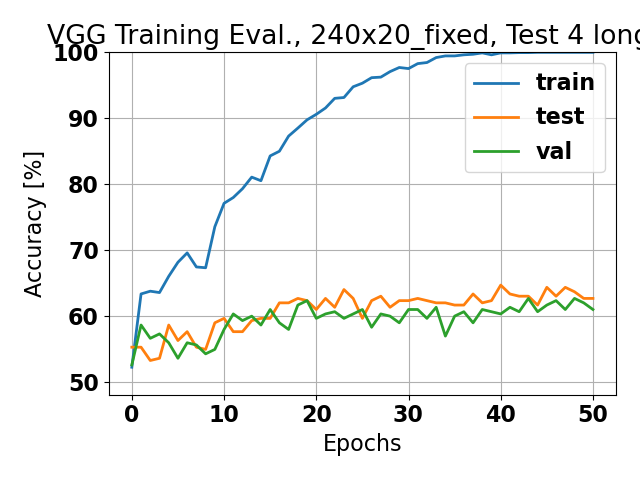 VGG Training Eval., 240x20_fixed, Test 4 long
100
90
80
70
60
50
Accuracy [%]
train
test
val
0 10 20 30 40 50
Epochs